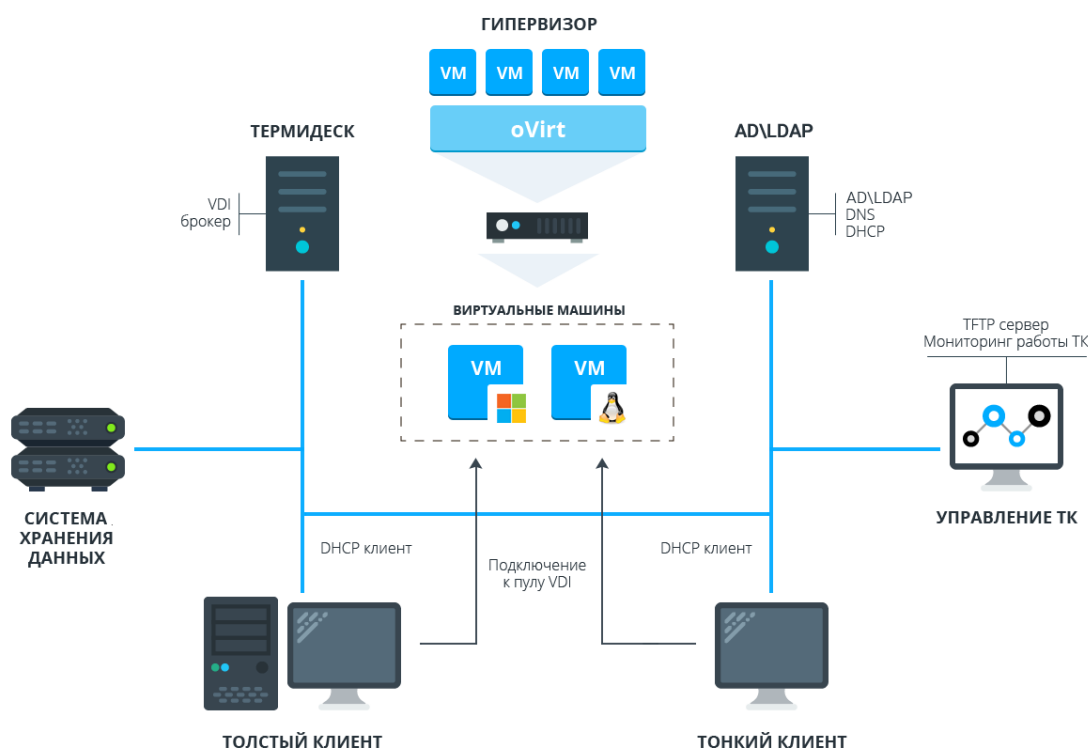 ГИПЕРВИЗОР
VM VM VM VM
oVirt
ТЕРМИДЕСК
AD\LDAP
VDI
брокер
AD\LDAP
DNS
DHCP
ВИРТУАЛЬНЫЕ МАШИНЫ
VM VM
TFTP сервер
Мониторинг работы ТК
СИСТЕМА
ХРАНЕНИЯ
ДАННЫХ
УПРАВЛЕНИЕ ТК
DHCP клиент
Подключение
к пулу VDI
DHCP клиент
ТОЛСТЫЙ КЛИЕНТ
ТОНКИЙ КЛИЕНТ